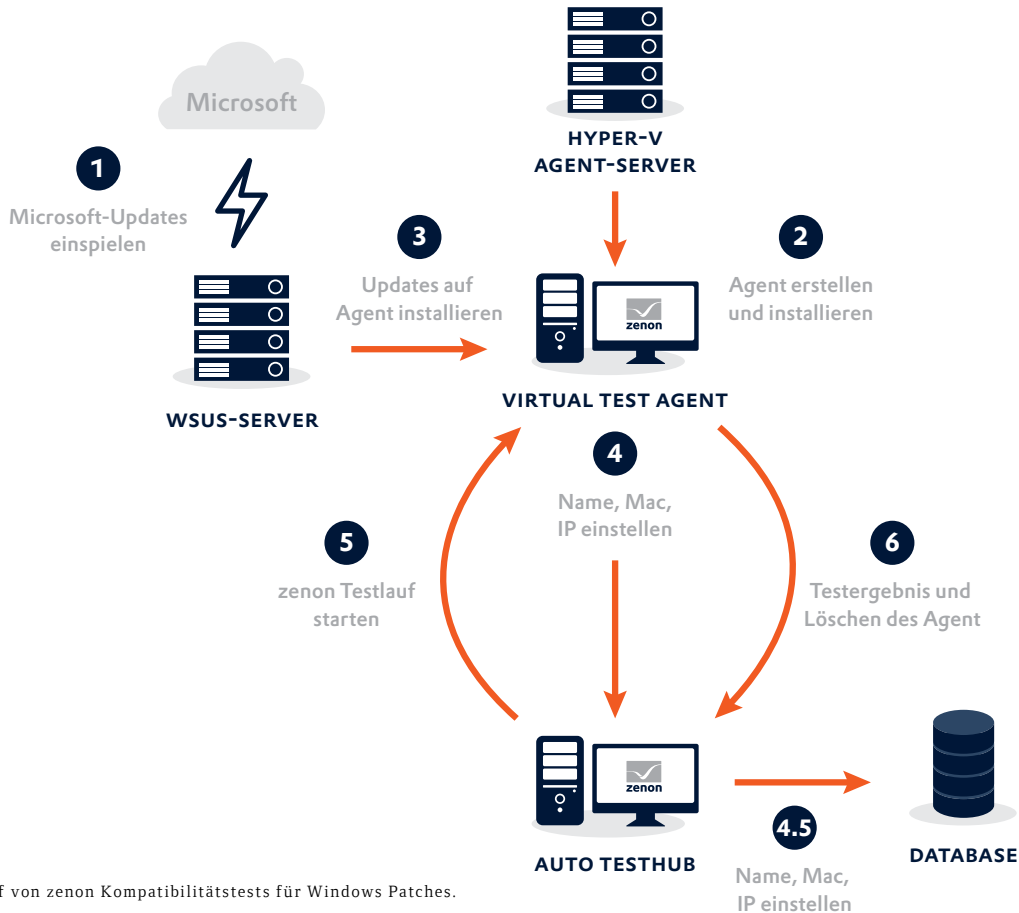 Microsoft
HYPER-V
AGENT-SERVER
1
Microsoft-Updates
einspielen
3
Updates auf
Agent installieren
2
Agent erstellen
und installieren
zenon
WSUS-SERVER
VIRTUAL TEST AGENT
4
Name, Mac,
IP einstellen
5
zenon Testlauf
starten
6
Testergebnis und
Löschen des Agent
zenon
AUTO TESTHUB
4.5
Name, Mac,
IP einstellen
DATABASE
von zenon Kompatibilitätstests für Windows Patches.